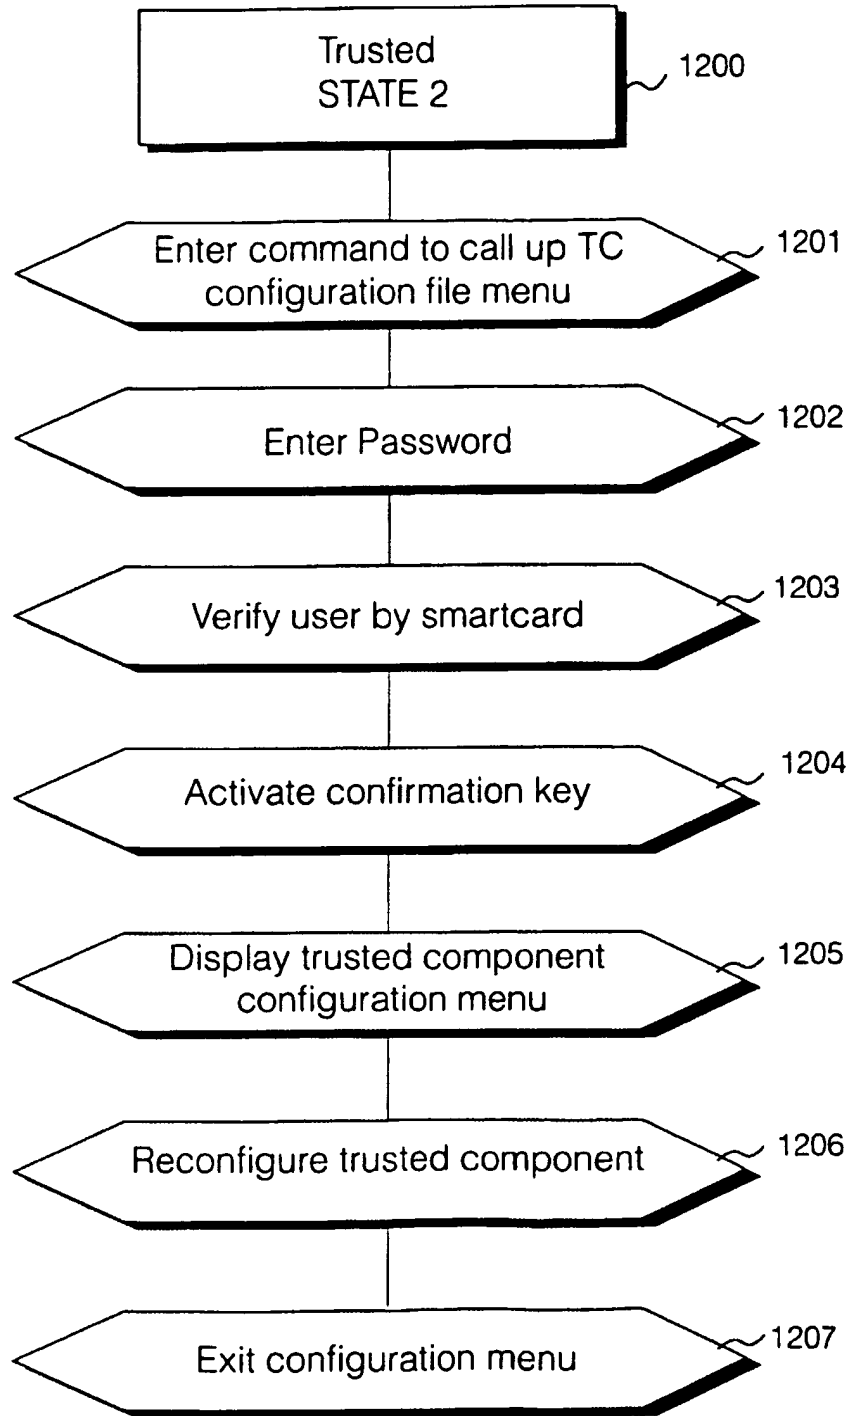 Trusted
STATE 2
1200
Enter command to call up TC
configuration file menu
1201
Enter Password
1202
Verify user by smartcard
1203
Activate confirmation key
1204
Display trusted component
configuration menu
1205
Reconfigure trusted component
1206
Exit configuration menu
1207